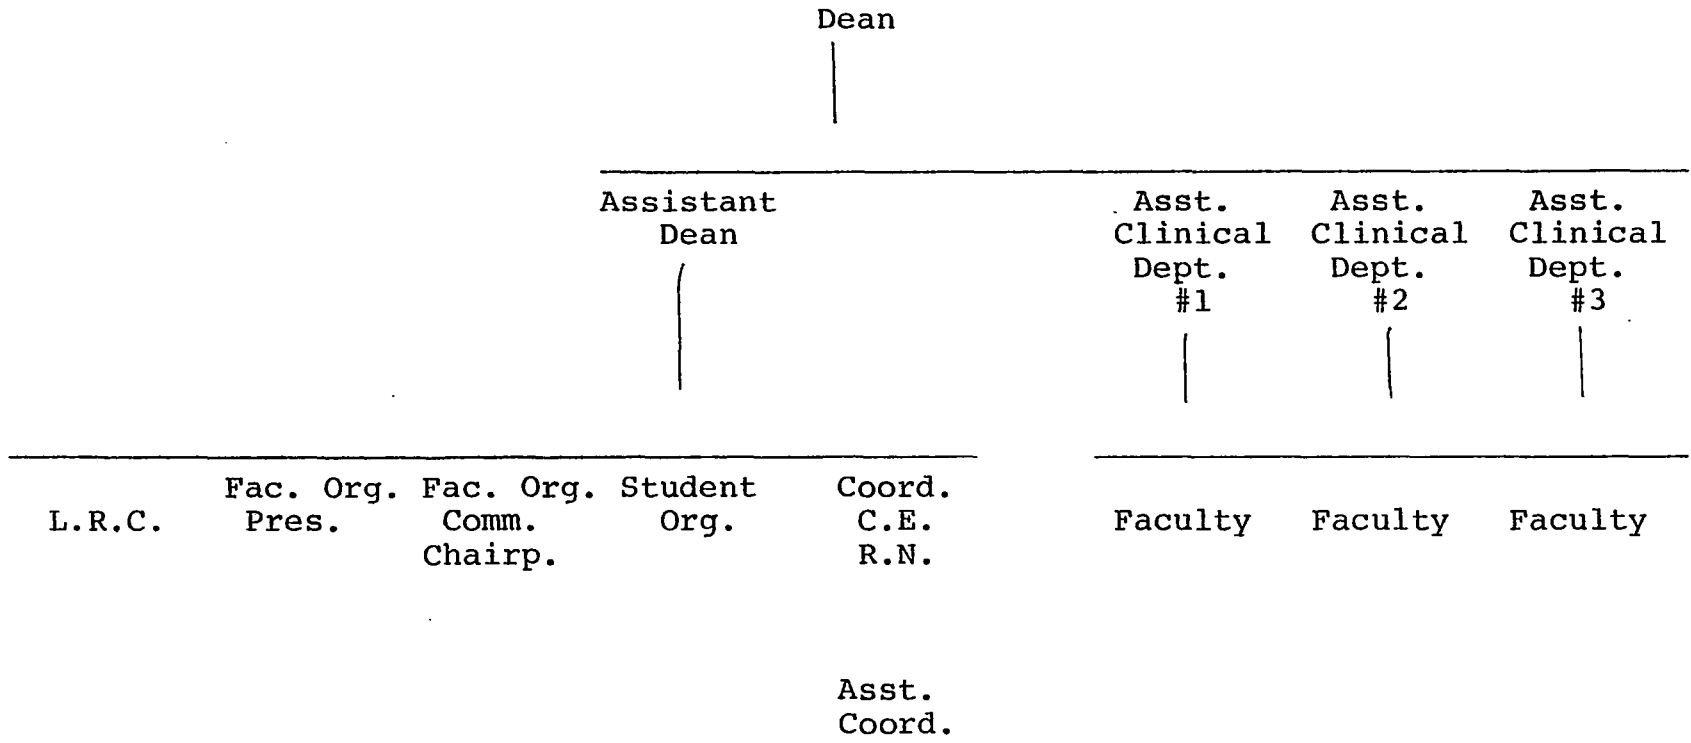 Dean
Assistant Asst. Asst. Asst.
Dean Clinical Clinical Clinical
Dept. Dept. Dept.
#1 #2 #3
Fac. Org. Fac. Org. Student Coord.
L.R.C. Pres. Comm. Org. C.E. Faculty Faculty Faculty
Chairp. R.N.
Asst.
Coord.